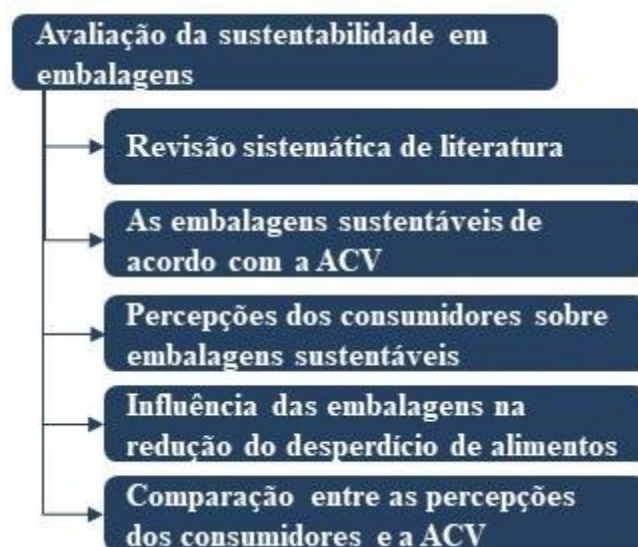 Avaliação da sustentabilidade em
embalagens
Revisão sistemática de literatura
As embalagens sustentáveis de
acordo com a ACV
Percepções dos consumidores sobre
embalagens sustentáveis
Influência das embalagens na
redução do desperdício de alimentos
Comparação entre as percepções
dos consumidores e a ACV